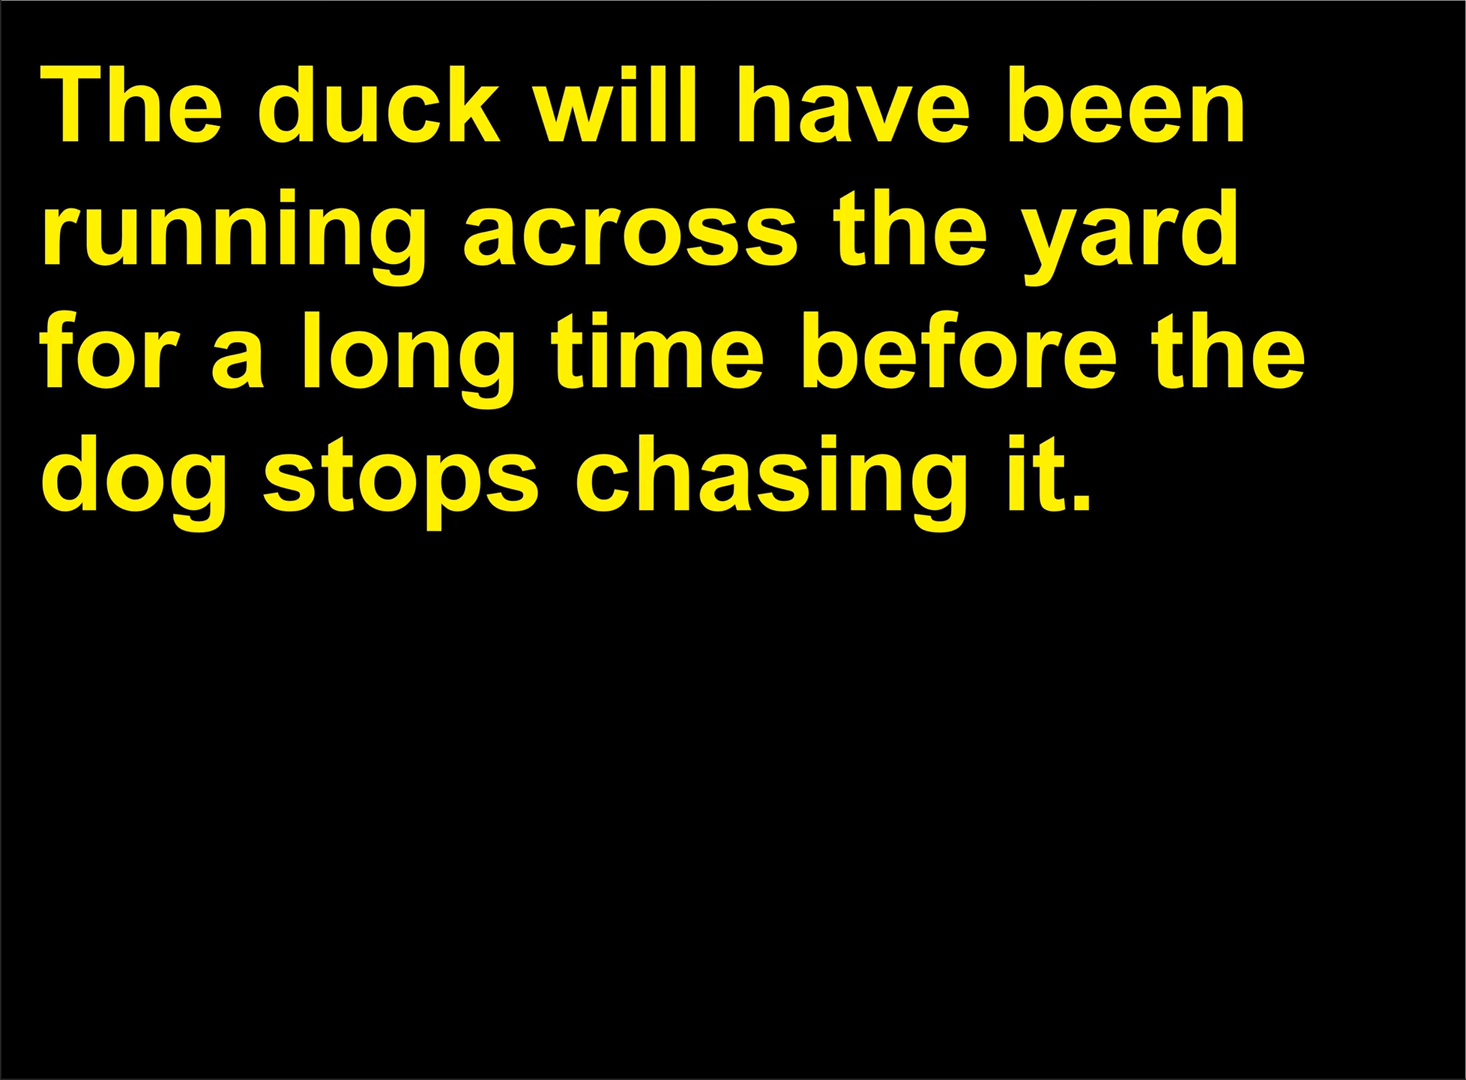 The duck will have been
running across the yard
for a long time before the
dog stops chasing it.